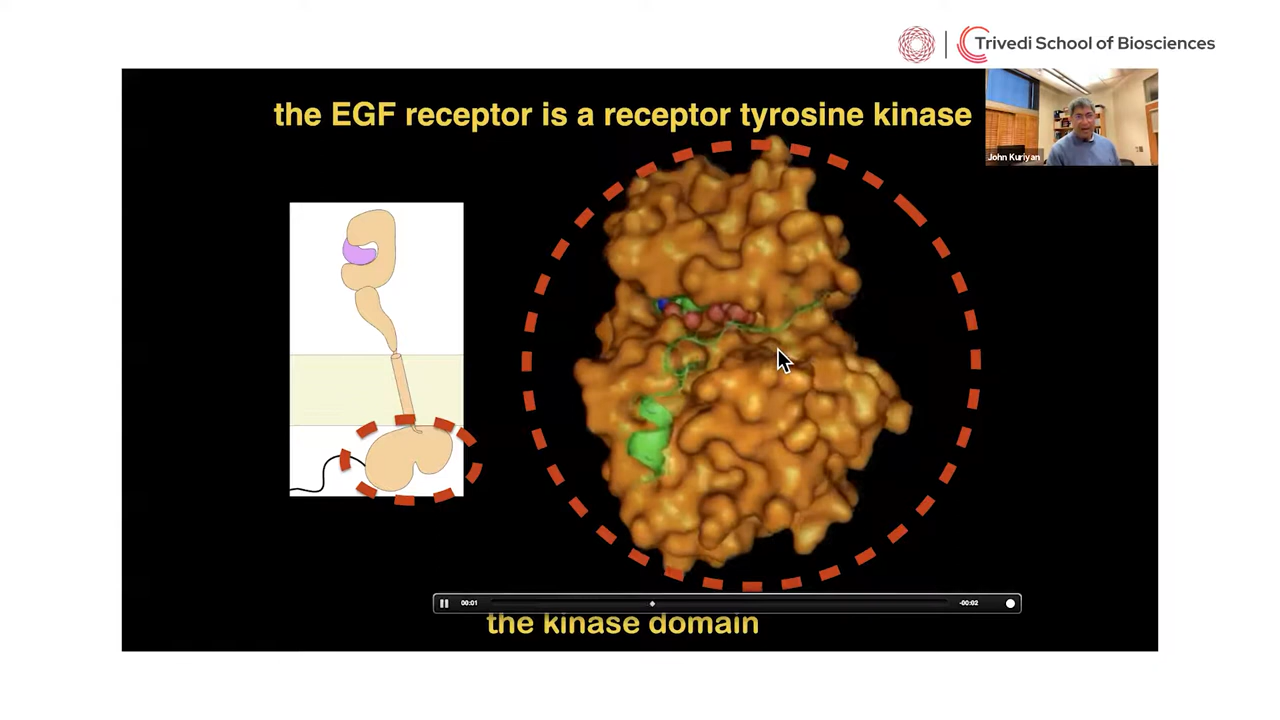 Trivedi School of Biosciences
the EGF receptor is a receptor tyrosine kinase
John Kuriyan
00:01
-00:02
the kinase domain